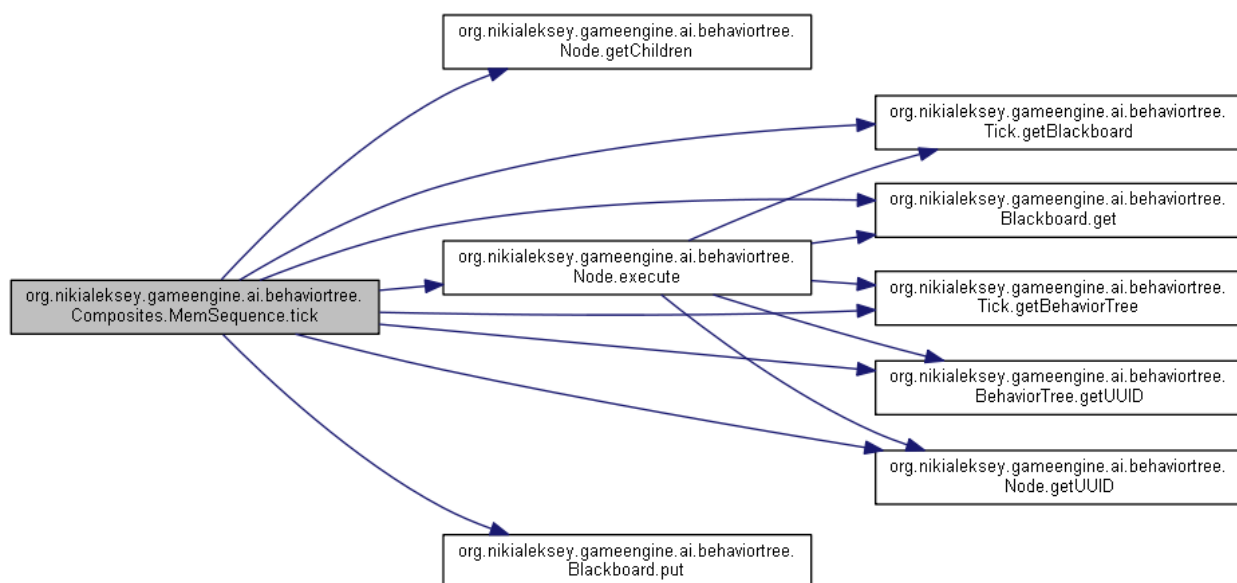 org.nikialeksey.gameengine.ai.behaviortree.
Node.getChildren
org.nikialeksey.gameengine.ai.behaviortree.
Tick.getBlackboard
org.nikialeksey.gameengine.ai.behaviortree.
Blackboard.get
org.nikialeksey.gameengine.ai.behaviortree.
Node.execute
org.nikialeksey.gameengine.ai.behaviortree.
Composites.MemSequence.tick
org.nikialeksey.gameengine.ai.behaviortree.
Tick.getBehaviorTree
org.nikialeksey.gameengine.ai.behaviortree.
BehaviorTree.getUUID
org.nikialeksey.gameengine.ai.behaviortree.
Node.getUUID
org.nikialeksey.gameengine.ai.behaviortree.
Blackboard.put